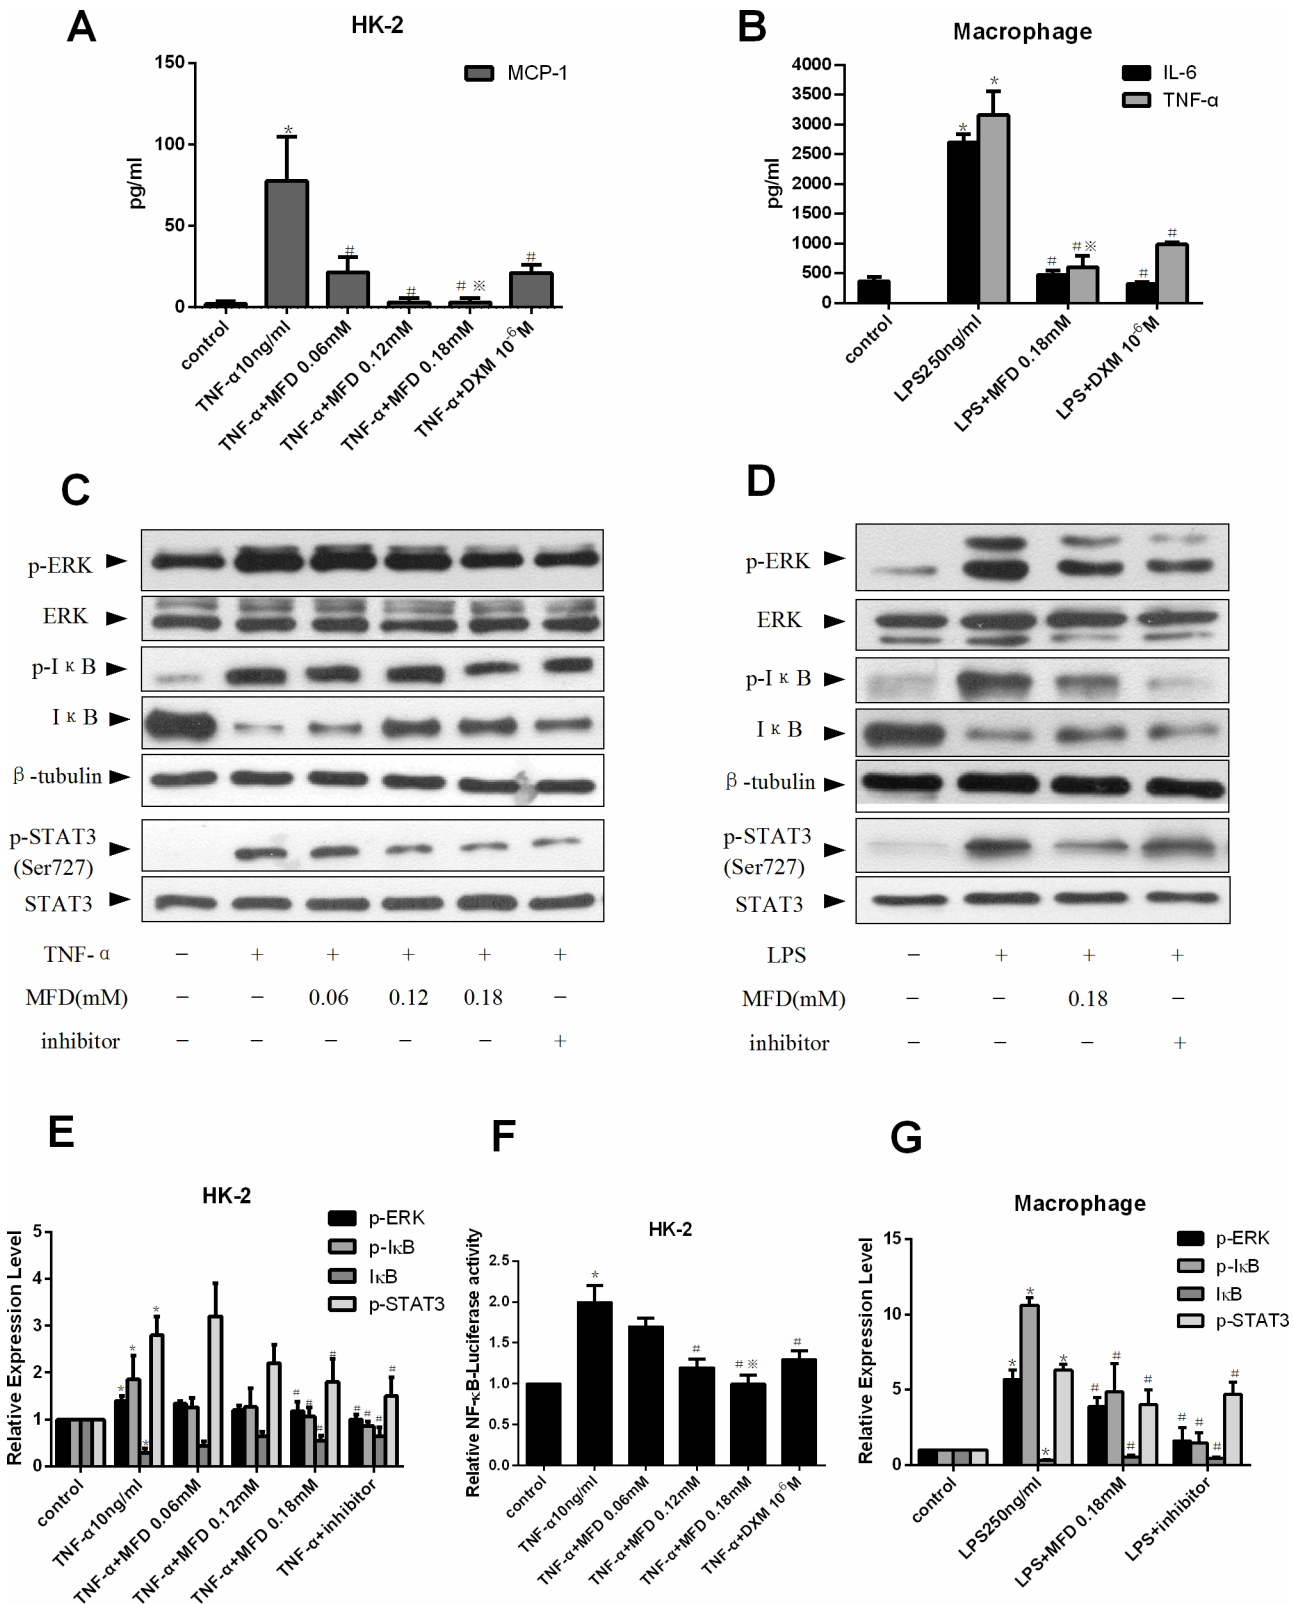 A
HK-2
MCP-1
pg/ml
150
100
50
0
*
#
#
# ※
#
control
TNF-α10ng/ml
TNF-α+MFD 0.06mM
TNF-α+MFD 0.12mM
TNF-α+MFD 0.18mM
TNF-α+DXM 10⁻⁶M
B
Macrophage
IL-6
TNF-α
pg/ml
4000
3500
3000
2500
2000
1500
1000
500
0
*
*
#
#※
#
#
control
LPS250ng/ml
LPS+MFD 0.18mM
LPS+DXM 10⁻⁶M
C
p-ERK
ERK
p-IκB
IκB
β-tubulin
p-STAT3
(Ser727)
STAT3
TNF-α − + + + + +
MFD(mM) − − 0.06 0.12 0.18 −
inhibitor − − − − − +
D
p-ERK
ERK
p-IκB
IκB
β-tubulin
p-STAT3
(Ser727)
STAT3
LPS − + + +
MFD(mM) − − 0.18 −
inhibitor − − − +
E
HK-2
p-ERK
p-IκB
IκB
p-STAT3
Relative Expression Level
5
4
3
2
1
0
*
*
*
*
#
#
#
#
#
#
#
#
control
TNF-α10ng/ml
TNF-α+MFD 0.06mM
TNF-α+MFD 0.12mM
TNF-α+MFD 0.18mM
TNF-α+inhibitor
F
HK-2
Relative NF-κB-Luciferase activity
2.5
2.0
1.5
1.0
0.5
0.0
*
#
#※
#
control
TNF-α10ng/ml
TNF-α+MFD 0.06mM
TNF-α+MFD 0.12mM
TNF-α+MFD 0.18mM
TNF-α+DXM 10⁻⁶M
G
Macrophage
p-ERK
p-IκB
IκB
p-STAT3
Relative Expression Level
15
10
5
0
*
*
*
*
#
#
#
#
#
#
#
#
control
LPS250ng/ml
LPS+MFD 0.18mM
LPS+inhibitor